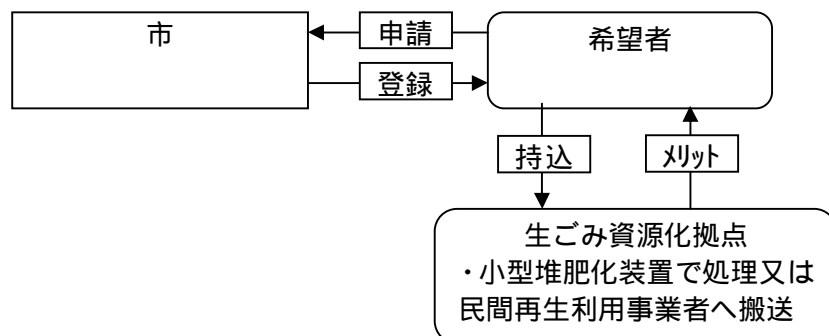 市
申請
希望者
登録
持込
ﾒﾘｯﾄ
生ごみ資源化拠点
・小型堆肥化装置で処理又は
民間再生利用事業者へ搬送